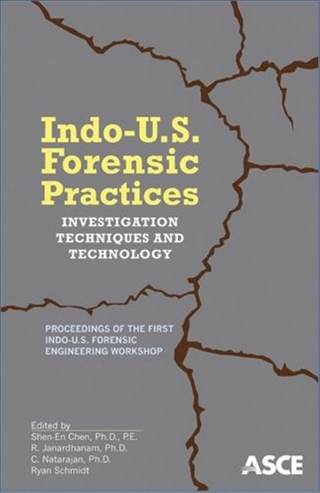 Indo-U.S.
Forensic
Practices
INVESTIGATION
TECHNIQUES AND
TECHNOLOGY
PROCEEDINGS OF THE FIRST
INDO-U.S. FORENSIC
ENGINEERING WORKSHOP
Edited by
Shen-En Chen, Ph.D., P.E.
R. Janardhanam, Ph.D.
C. Natarajan, Ph.D.
Ryan Schmidt
ASCE